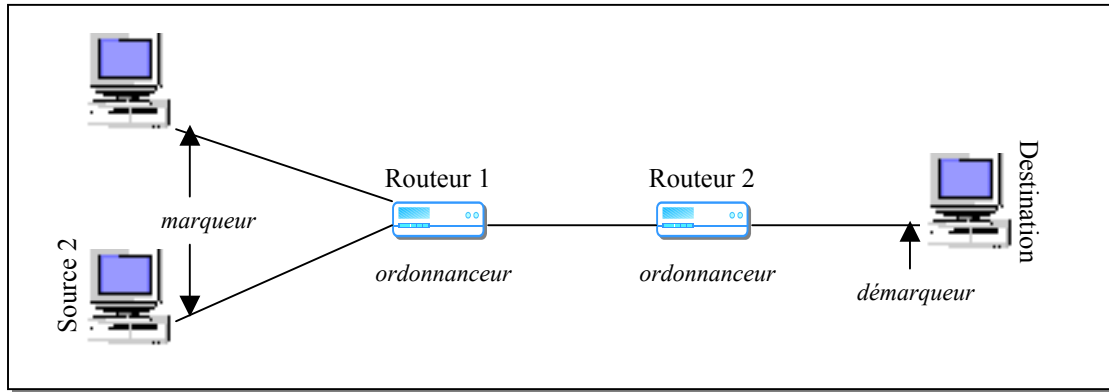 Routeur 1
Routeur 2
Destination
marqueur
Source 2
ordonnanceur
ordonnanceur
démarqueur